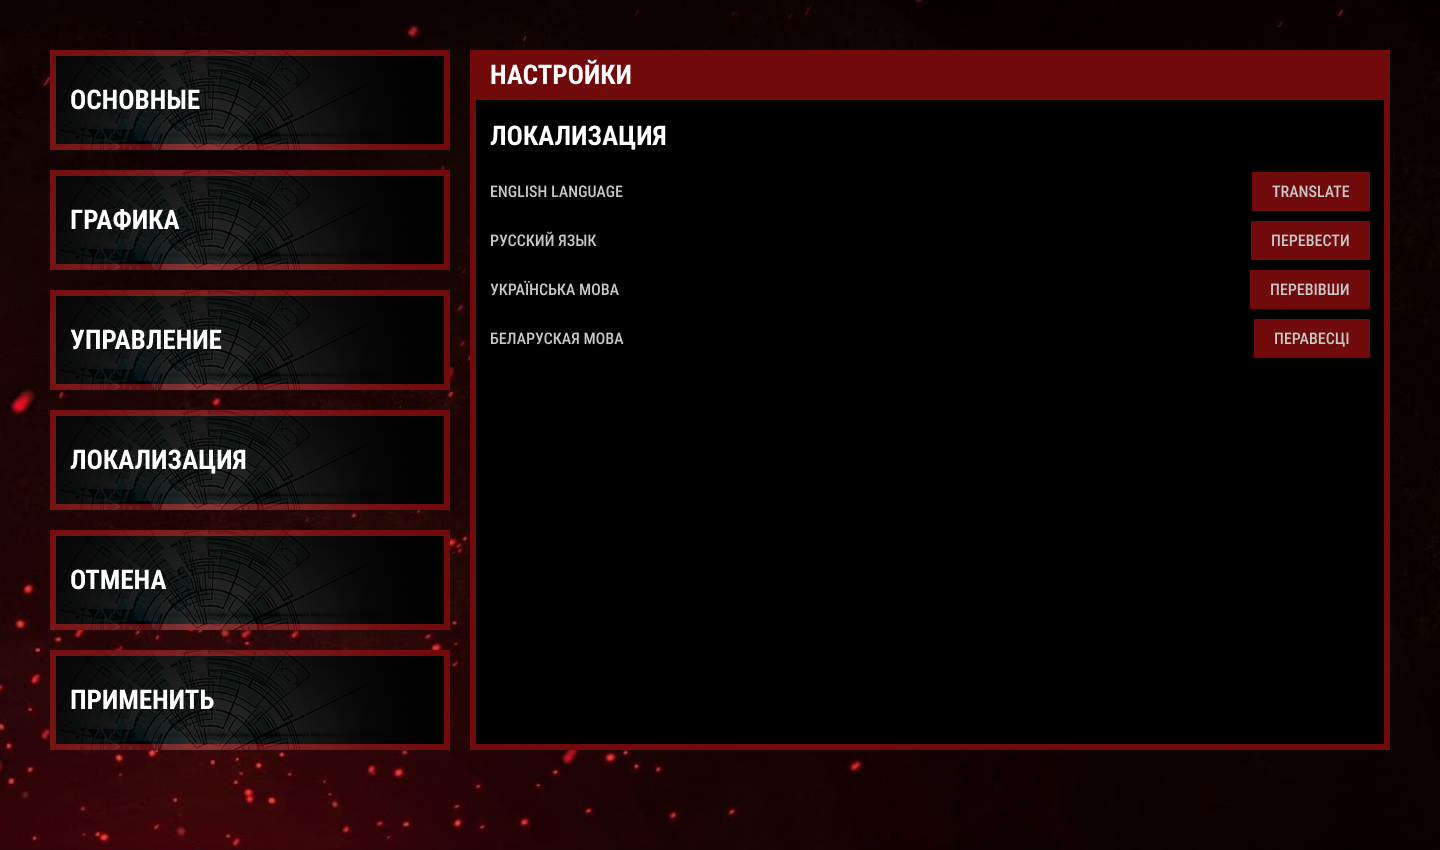 ОСНОВНЫЕ
ГРАФИКА
УПРАВЛЕНИЕ
ЛОКАЛИЗАЦИЯ
ОТМЕНА
ПРИМЕНИТЬ
НАСТРОЙКИ
ЛОКАЛИЗАЦИЯ
ENGLISH LANGUAGE TRANSLATE
РУССКИЙ ЯЗЫК ПЕРЕВЕСТИ
УКРАЇНСЬКА МОВА ПЕРЕВІВШИ
БЕЛАРУСКАЯ МОВА ПЕРАВЕСЦІ